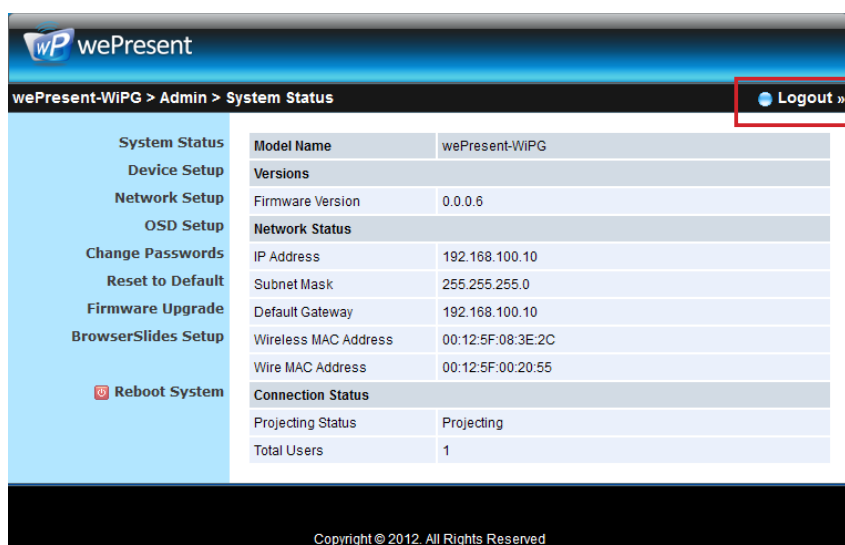 wP wePresent
wePresent-WiPG > Admin > System Status
Logout »
System Status
Device Setup
Network Setup
OSD Setup
Change Passwords
Reset to Default
Firmware Upgrade
BrowserSlides Setup
Reboot System
Model Name wePresent-WiPG
Versions
Firmware Version 0.0.0.6
Network Status
IP Address 192.168.100.10
Subnet Mask 255.255.255.0
Default Gateway 192.168.100.10
Wireless MAC Address 00:12:5F:08:3E:2C
Wire MAC Address 00:12:5F:00:20:55
Connection Status
Projecting Status Projecting
Total Users 1
Copyright © 2012. All Rights Reserved